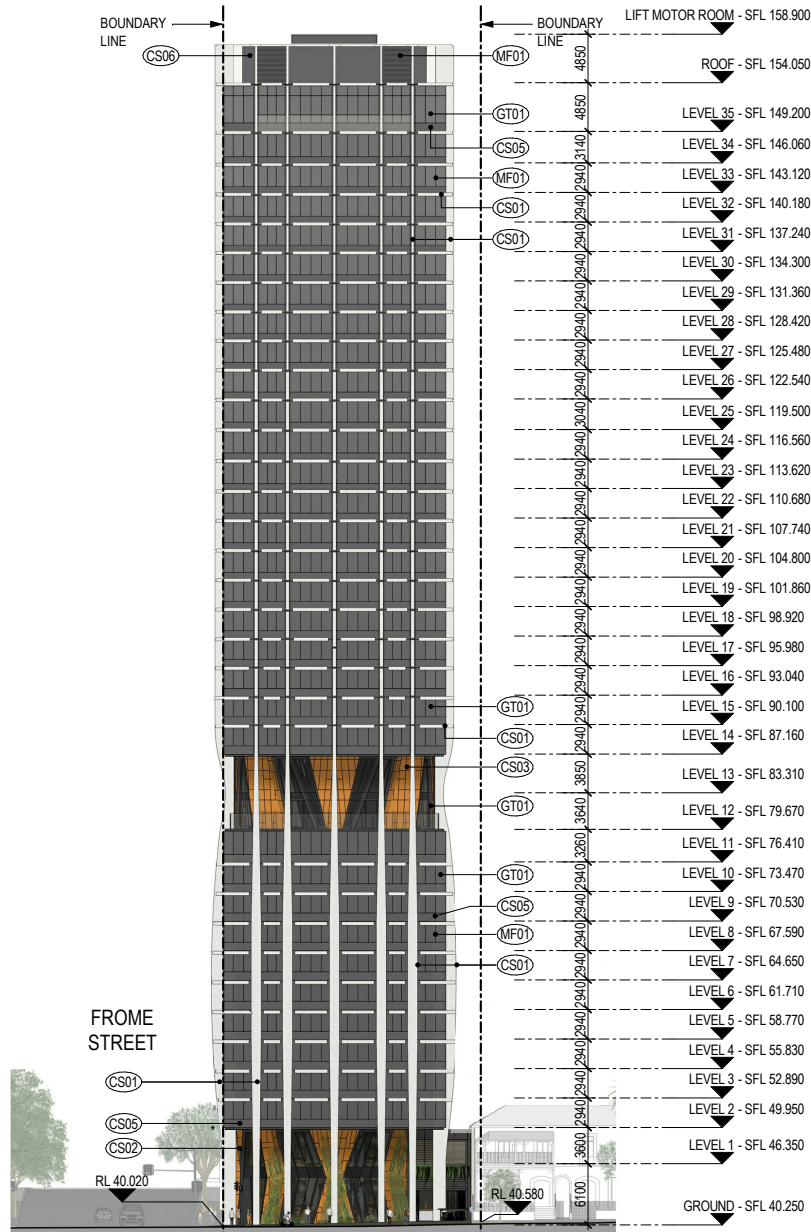 BOUNDARY
LINE
BOUNDARY
LINE
LIFT MOTOR ROOM - SFL 158.900
CS06
MF01
4850
ROOF - SFL 154.050
4850
GT01
LEVEL 35 - SFL 149.200
CS05
3140
LEVEL 34 - SFL 146.060
MF01
2940
LEVEL 33 - SFL 143.120
CS01
2940
LEVEL 32 - SFL 140.180
CS01
2940
LEVEL 31 - SFL 137.240
2940
LEVEL 30 - SFL 134.300
2940
LEVEL 29 - SFL 131.360
2940
LEVEL 28 - SFL 128.420
2940
LEVEL 27 - SFL 125.480
2940
LEVEL 26 - SFL 122.540
3040
LEVEL 25 - SFL 119.500
2940
LEVEL 24 - SFL 116.560
2940
LEVEL 23 - SFL 113.620
2940
LEVEL 22 - SFL 110.680
2940
LEVEL 21 - SFL 107.740
2940
LEVEL 20 - SFL 104.800
2940
LEVEL 19 - SFL 101.860
2940
LEVEL 18 - SFL 98.920
2940
LEVEL 17 - SFL 95.980
2940
LEVEL 16 - SFL 93.040
GT01
2940
LEVEL 15 - SFL 90.100
CS01
2940
LEVEL 14 - SFL 87.160
CS03
3850
LEVEL 13 - SFL 83.310
GT01
3640
LEVEL 12 - SFL 79.670
3260
LEVEL 11 - SFL 76.410
GT01
2940
LEVEL 10 - SFL 73.470
CS05
2940
LEVEL 9 - SFL 70.530
MF01
2940
LEVEL 8 - SFL 67.590
CS01
2940
LEVEL 7 - SFL 64.650
2940
LEVEL 6 - SFL 61.710
FROME
STREET
2940
LEVEL 5 - SFL 58.770
2940
LEVEL 4 - SFL 55.830
CS01
2940
LEVEL 3 - SFL 52.890
CS05
2940
LEVEL 2 - SFL 49.950
CS02
3600
LEVEL 1 - SFL 46.350
RL 40.020
RL 40.580
6100
GROUND - SFL 40.250